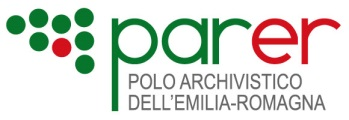 parer
POLO ARCHIVISTICO
DELL'EMILIA-ROMAGNA